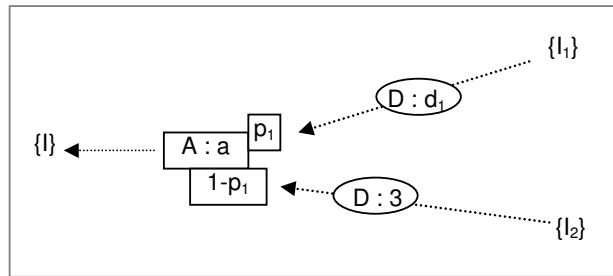 {I₁}
D : d₁
p₁
{I}
A : a
1-p₁
D : 3
{I₂}